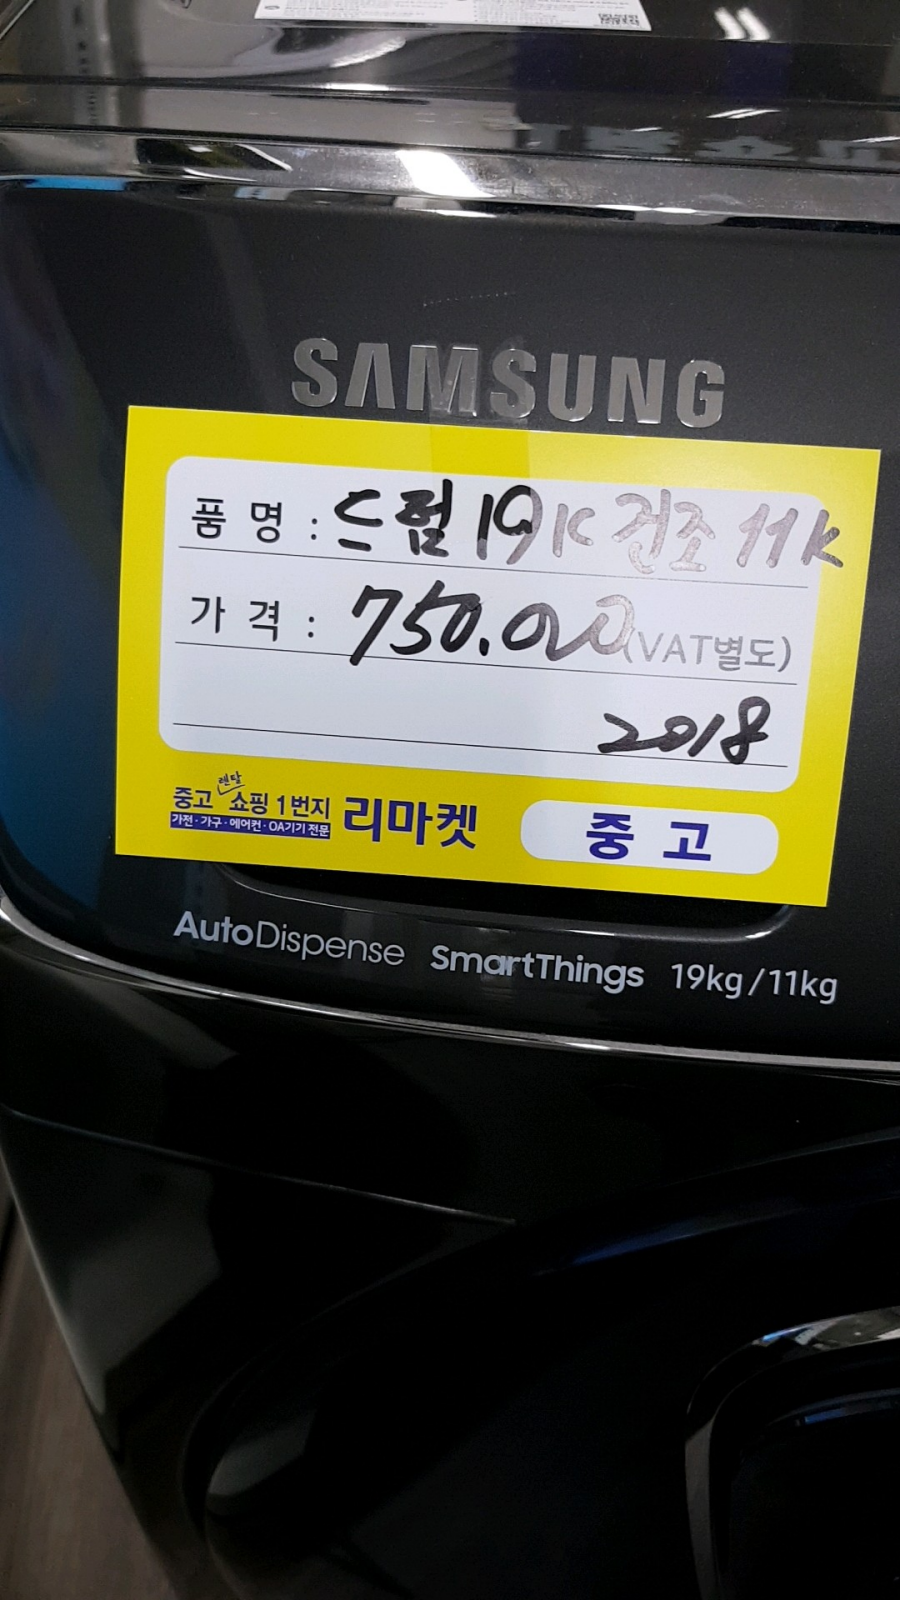 SAMSUNG
품 명 : 드럼 19K 건조 11k
가 격 : 750.000 (VAT별도)
2018
렌탈
중고 쇼핑 1번지 리마켓 중 고
가전·가구·에어컨·OA기기 전문
AutoDispense SmartThings 19kg/11kg